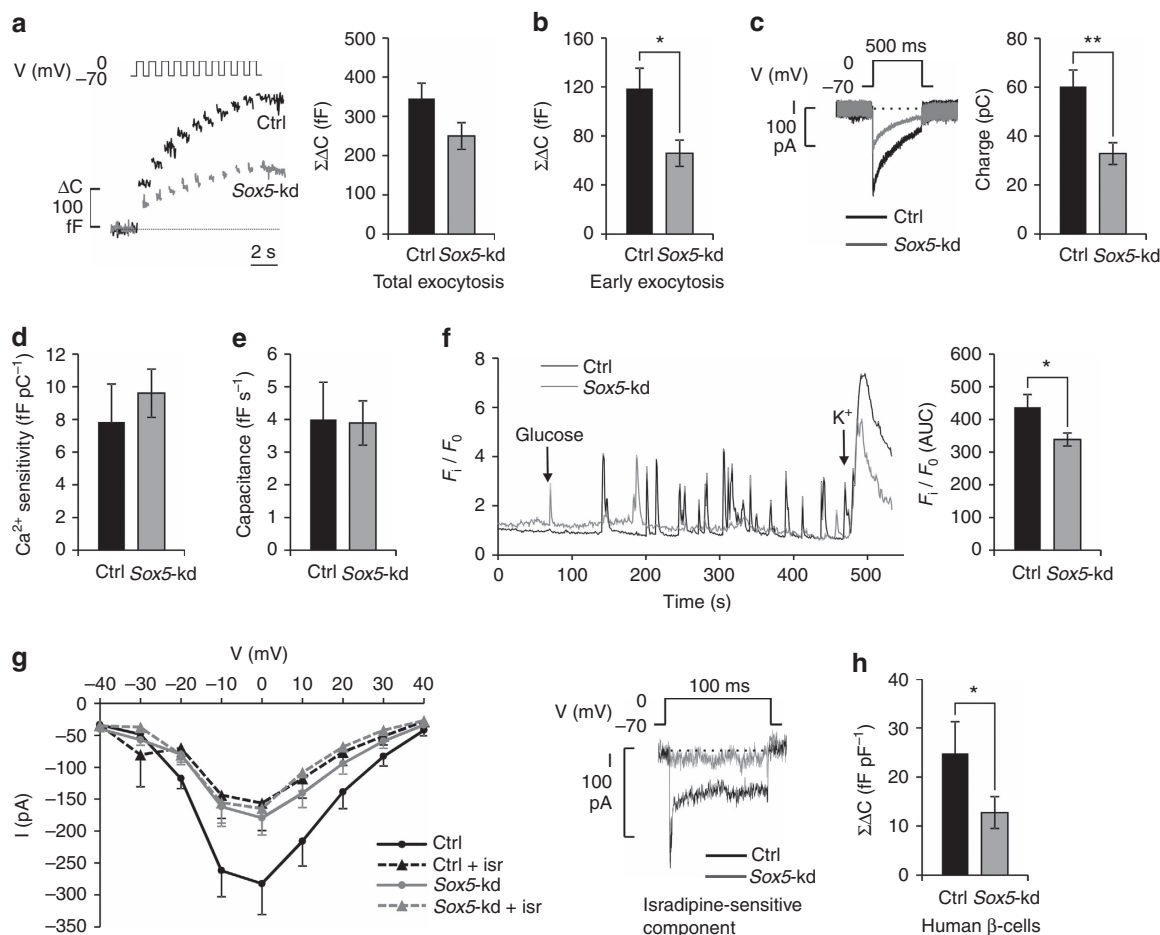 a
V (mV)
0
−70
Ctrl
Sox5-kd
ΔC
100
fF
2 s
ΣΔC (fF)
500
400
300
200
100
0
Ctrl Sox5-kd
Total exocytosis
b
ΣΔC (fF)
160
120
80
40
0
*
Ctrl Sox5-kd
Early exocytosis
c
500 ms
0
V (mV)
−70
I
100
pA
Ctrl
Sox5-kd
Charge (pC)
80
60
40
20
0
**
Ctrl Sox5-kd
d
Ca²⁺ sensitivity (fF pC⁻¹)
12
10
8
6
4
2
0
Ctrl Sox5-kd
e
Capacitance (fF s⁻¹)
6
5
4
3
2
1
0
Ctrl Sox5-kd
f
Fi / F0
8
6
4
2
0
Ctrl
Sox5-kd
Glucose
K⁺
0 100 200 300 400 500
Time (s)
Fi / F0 (AUC)
600
500
400
300
200
100
0
*
Ctrl Sox5-kd
g
V (mV)
−40 −30 −20 −10 0 10 20 30 40
I (pA)
0
−50
−100
−150
−200
−250
−300
−350
Ctrl
Ctrl + isr
Sox5-kd
Sox5-kd + isr
100 ms
0
V (mV)
−70
I
100
pA
Ctrl
Sox5-kd
Isradipine-sensitive
component
h
ΣΔC (fF pF⁻¹)
40
30
20
10
0
*
Ctrl Sox5-kd
Human β-cells